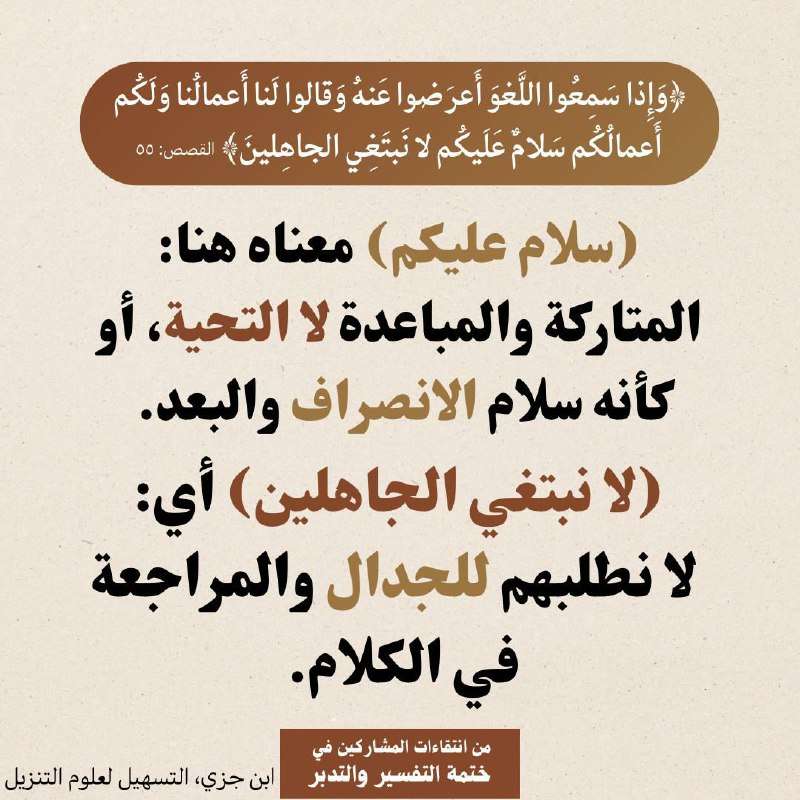 ﴿وَإِذا سَمِعُوا اللَّغوَ أَعرَضوا عَنهُ وَقالوا لَنا أَعمالُنا وَلَكُم
أَعمالُكُم سَلامٌ عَلَيكُم لا نَبتَغِي الجاهِلينَ﴾ القصص: ٥٥
(سلام عليكم) معناه هنا:
المتاركة والمباعدة لا التحية، أو
كأنه سلام الانصراف والبعد.
(لا نبتغي الجاهلين) أي:
لا نطلبهم للجدال والمراجعة
في الكلام.
من انتقاءات المشاركين في
ختمة التفسير والتدبر
ابن جزي، التسهيل لعلوم التنزيل